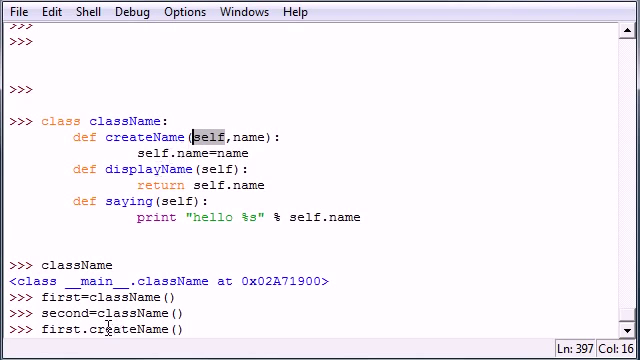 File Edit Shell Debug Options Windows Help
>>>
>>>
>>>
>>> class className:
def createName(self,name):
self.name=name
def displayName(self):
return self.name
def saying(self):
print "hello %s" % self.name
>>> className
<class __main__.className at 0x02A71900>
>>> first=className()
>>> second=className()
>>> first.createName()
Ln: 397 Col: 16